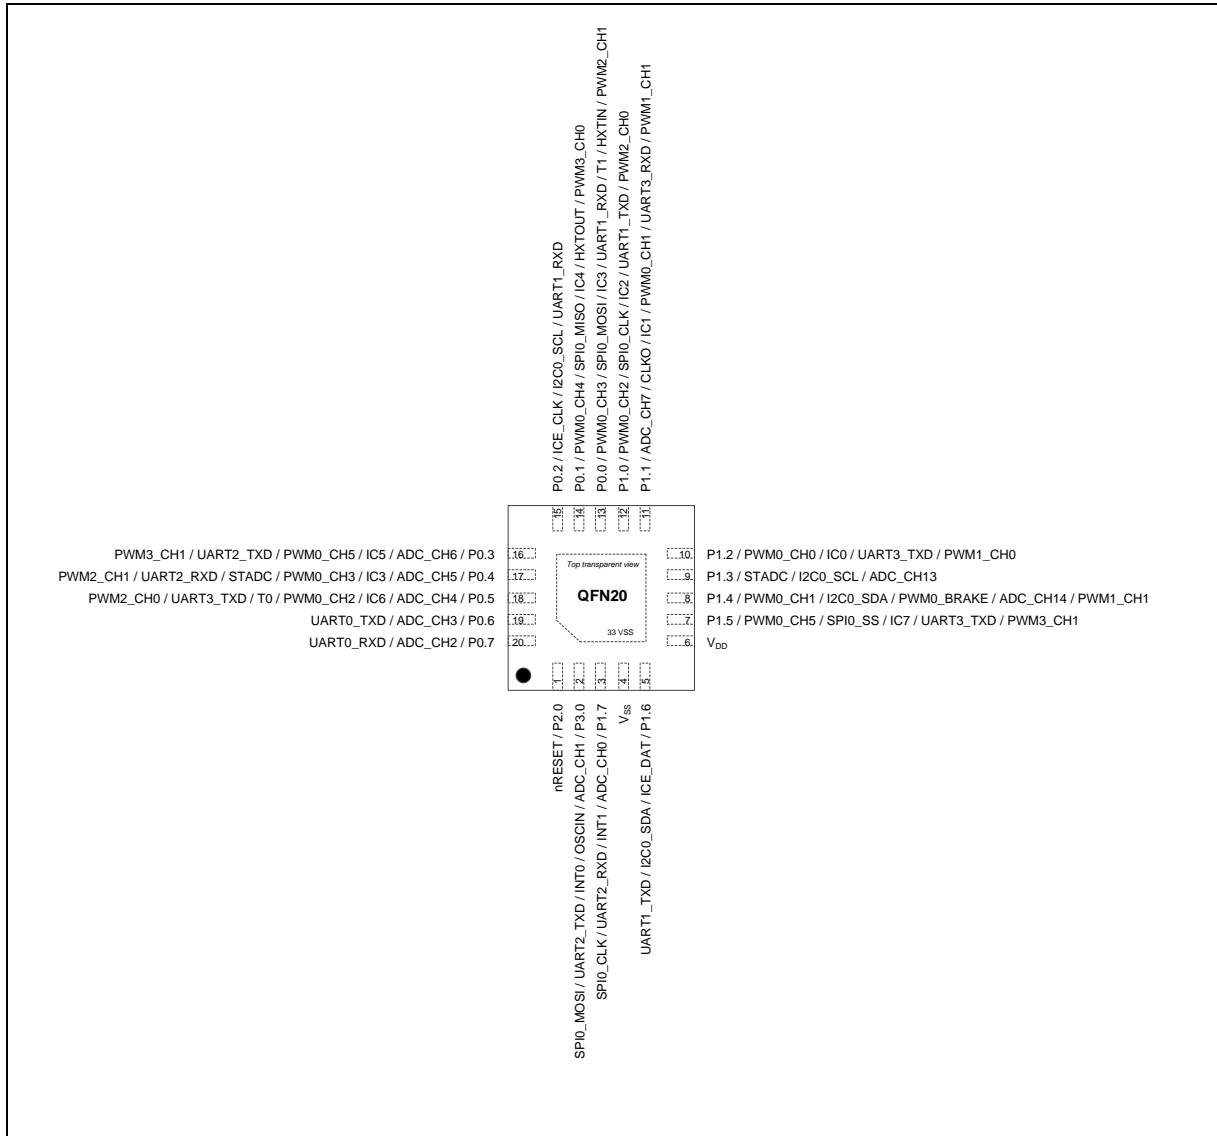 P0.2 / ICE_CLK / I2C0_SCL / UART1_RXD
P0.1 / PWM0_CH4 / SPI0_MISO / IC4 / HXTOUT / PWM3_CH0
P0.0 / PWM0_CH3 / SPI0_MOSI / IC3 / UART1_RXD / T1 / HXTIN / PWM2_CH1
P1.0 / PWM0_CH2 / SPI0_CLK / IC2 / UART1_TXD / PWM2_CH0
P1.1 / ADC_CH7 / CLKO / IC1 / PWM0_CH1 / UART3_RXD / PWM1_CH1
15
14
13
12
11
PWM3_CH1 / UART2_TXD / PWM0_CH5 / IC5 / ADC_CH6 / P0.3
16
PWM2_CH1 / UART2_RXD / STADC / PWM0_CH3 / IC3 / ADC_CH5 / P0.4
17
PWM2_CH0 / UART3_TXD / T0 / PWM0_CH2 / IC6 / ADC_CH4 / P0.5
18
UART0_TXD / ADC_CH3 / P0.6
19
UART0_RXD / ADC_CH2 / P0.7
20
Top transparent view
QFN20
33 VSS
10
P1.2 / PWM0_CH0 / IC0 / UART3_TXD / PWM1_CH0
9
P1.3 / STADC / I2C0_SCL / ADC_CH13
8
P1.4 / PWM0_CH1 / I2C0_SDA / PWM0_BRAKE / ADC_CH14 / PWM1_CH1
7
P1.5 / PWM0_CH5 / SPI0_SS / IC7 / UART3_TXD / PWM3_CH1
6
VDD
1
2
3
4
5
nRESET / P2.0
SPI0_MOSI / UART2_TXD / INT0 / OSCIN / ADC_CH1 / P3.0
SPI0_CLK / UART2_RXD / INT1 / ADC_CH0 / P1.7
VSS
UART1_TXD / I2C0_SDA / ICE_DAT / P1.6